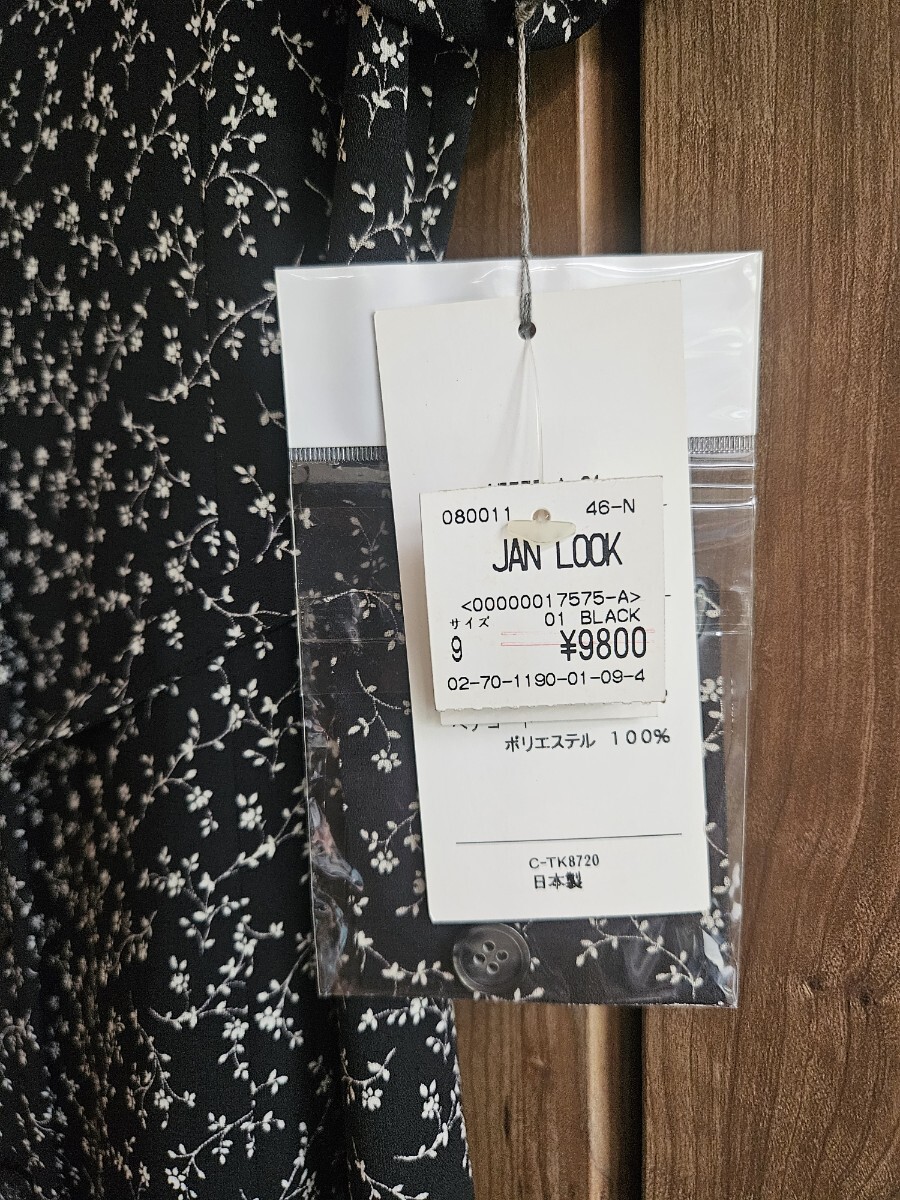 080011 46-N
JAN LOOK
<00000017575-A>
サイズ 01 BLACK
9 ¥9800
02-70-1190-01-09-4
ポリエステル 100%
C-TK8720
日本製